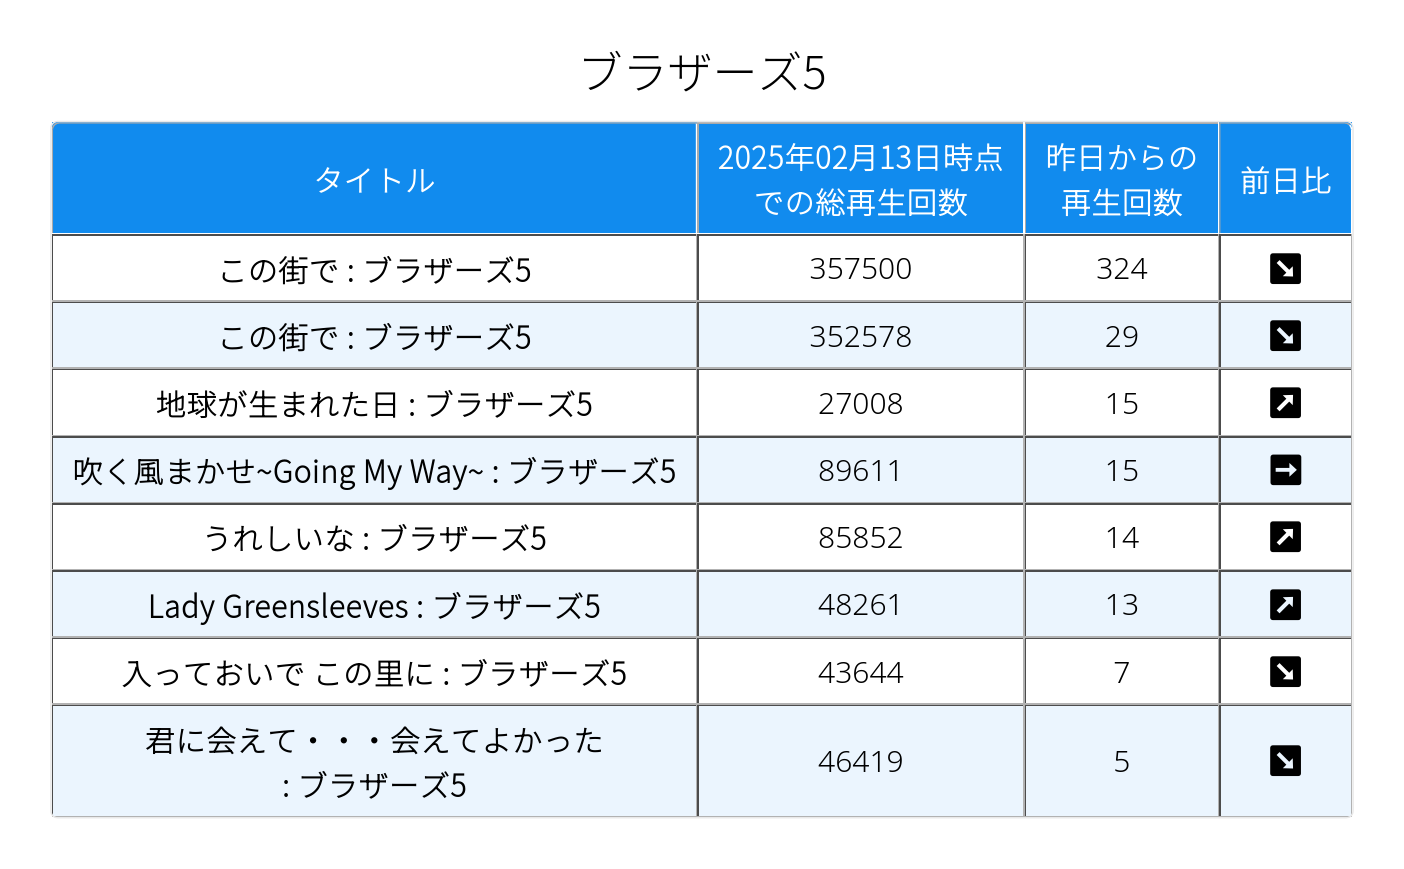 ブラザーズ5
タイトル
2025年02月13日時点
での総再生回数
昨日からの
再生回数
前日比
この街で : ブラザーズ5
357500
324
この街で : ブラザーズ5
352578
29
地球が生まれた日 : ブラザーズ5
27008
15
吹く風まかせ~Going My Way~ : ブラザーズ5
89611
15
うれしいな : ブラザーズ5
85852
14
Lady Greensleeves : ブラザーズ5
48261
13
入っておいで この里に : ブラザーズ5
43644
7
君に会えて・・・会えてよかった
: ブラザーズ5
46419
5